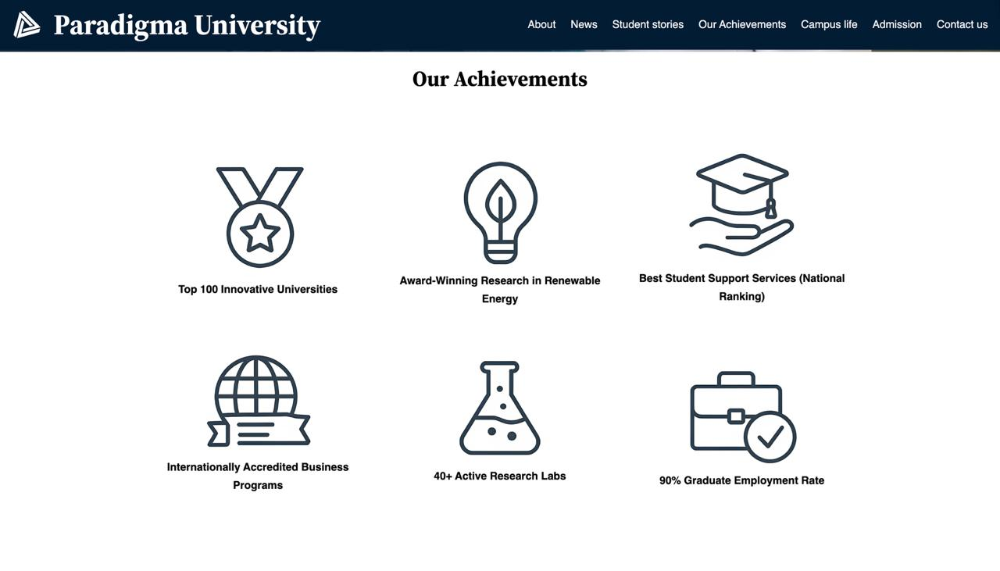 Paradigma University
About News Student stories Our Achievements Campus life Admission Contact us
Our Achievements
Top 100 Innovative Universities
Award-Winning Research in Renewable
Energy
Best Student Support Services (National
Ranking)
Internationally Accredited Business
Programs
40+ Active Research Labs
90% Graduate Employment Rate